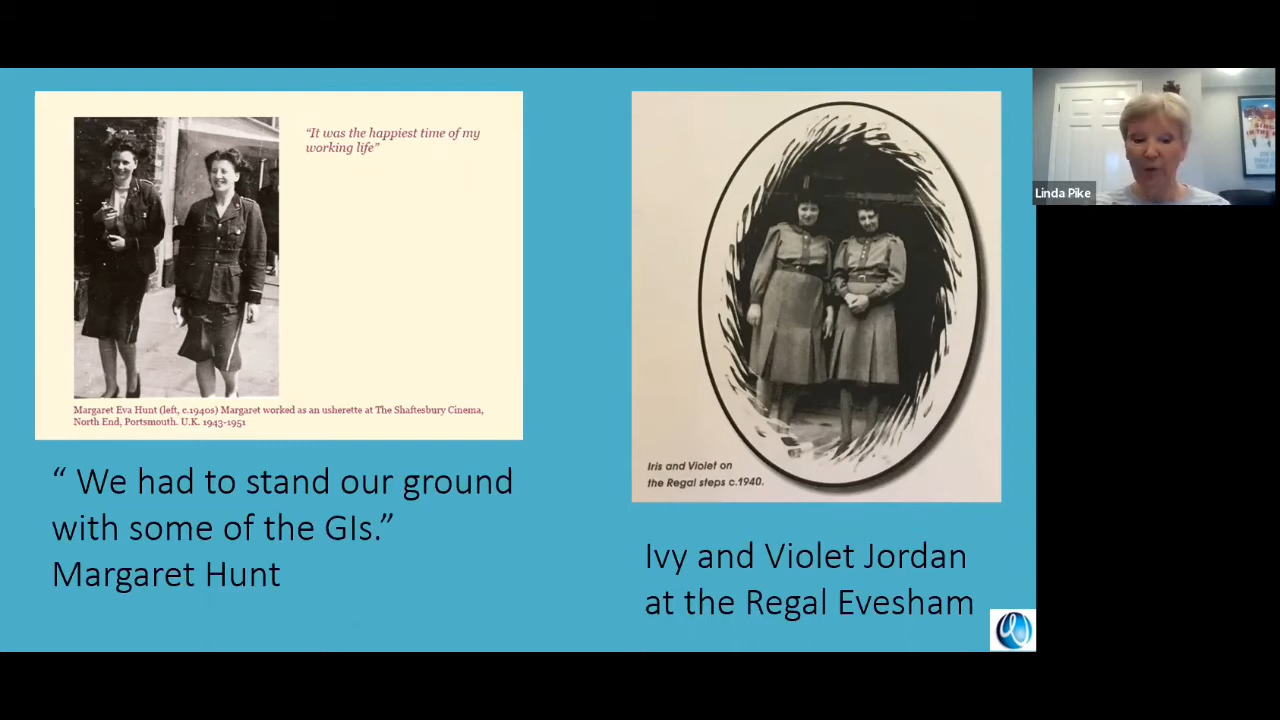 “It was the happiest time of my
working life”
Margaret Eva Hunt (left, c.1940s) Margaret worked as an usherette at The Shaftesbury Cinema,
North End, Portsmouth. U.K. 1943-1951
“ We had to stand our ground
with some of the GIs.”
Margaret Hunt
Iris and Violet on
the Regal steps c.1940.
Ivy and Violet Jordan
at the Regal Evesham
Linda Pike